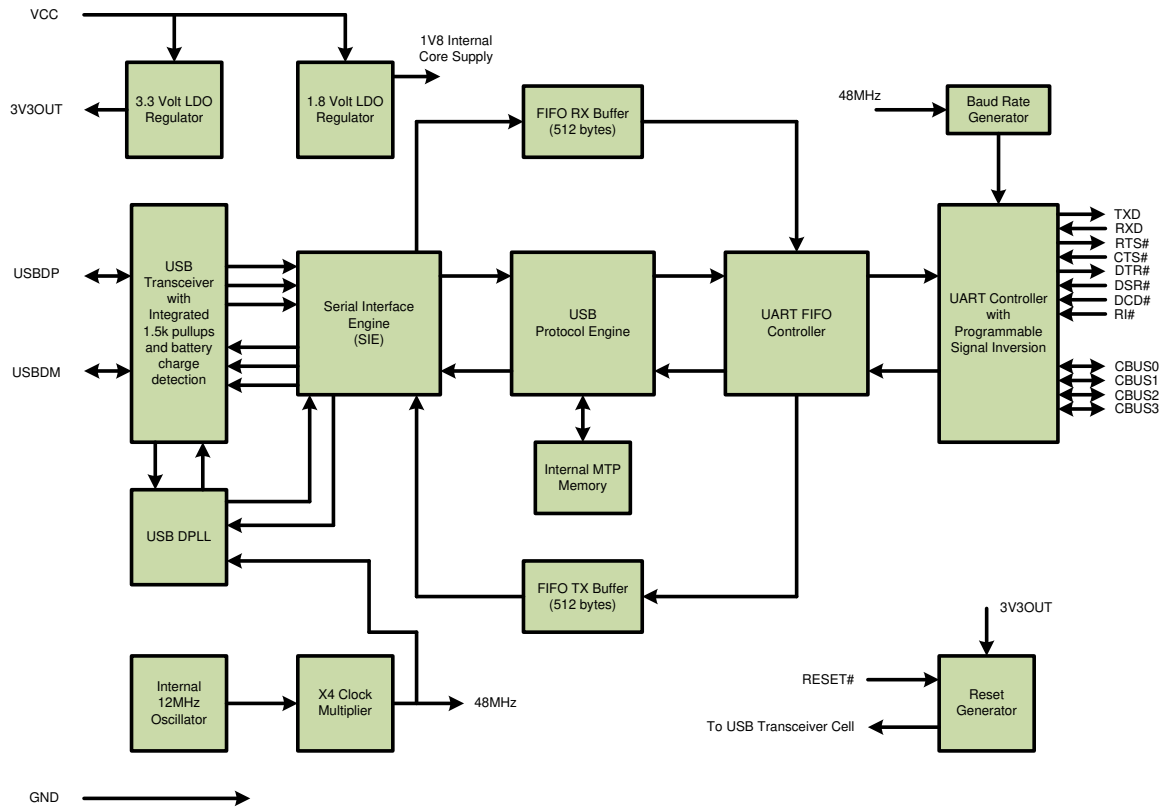 VCC
1V8 Internal
Core Supply
3.3 Volt LDO
Regulator
1.8 Volt LDO
Regulator
3V3OUT
FIFO RX Buffer
(512 bytes)
48MHz
Baud Rate
Generator
USBDP
USBDM
USB
Transceiver
with
Integrated
1.5k pullups
and battery
charge
detection
Serial Interface
Engine
(SIE)
USB
Protocol Engine
UART FIFO
Controller
UART Controller
with
Programmable
Signal Inversion
TXD
RXD
RTS#
CTS#
DTR#
DSR#
DCD#
RI#
CBUS0
CBUS1
CBUS2
CBUS3
Internal MTP
Memory
USB DPLL
FIFO TX Buffer
(512 bytes)
3V3OUT
Internal
12MHz
Oscillator
X4 Clock
Multiplier
48MHz
RESET#
To USB Transceiver Cell
Reset
Generator
GND